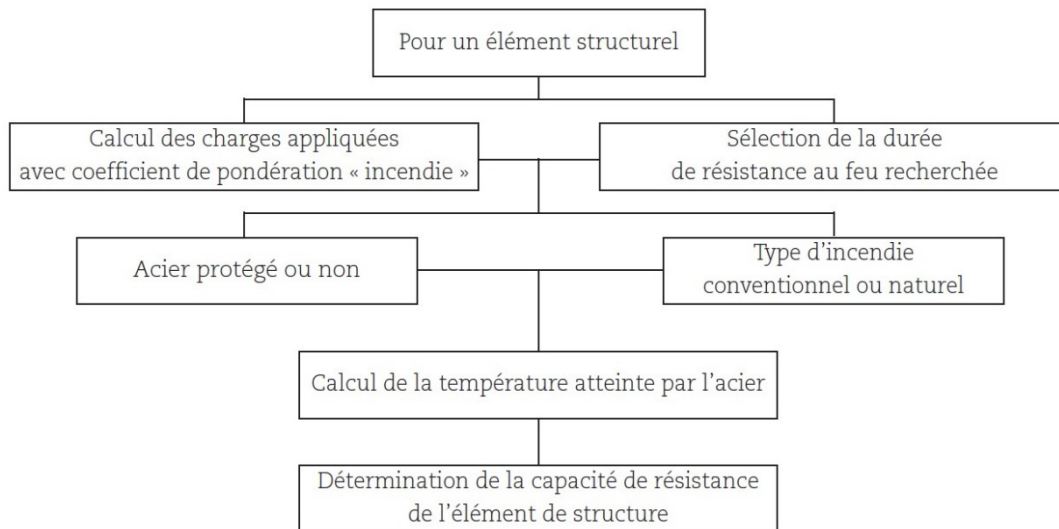 Pour un élément structurel
Calcul des charges appliquées
avec coefficient de pondération « incendie »
Sélection de la durée
de résistance au feu recherchée
Acier protégé ou non
Type d’incendie
conventionnel ou naturel
Calcul de la température atteinte par l’acier
Détermination de la capacité de résistance
de l’élément de structure